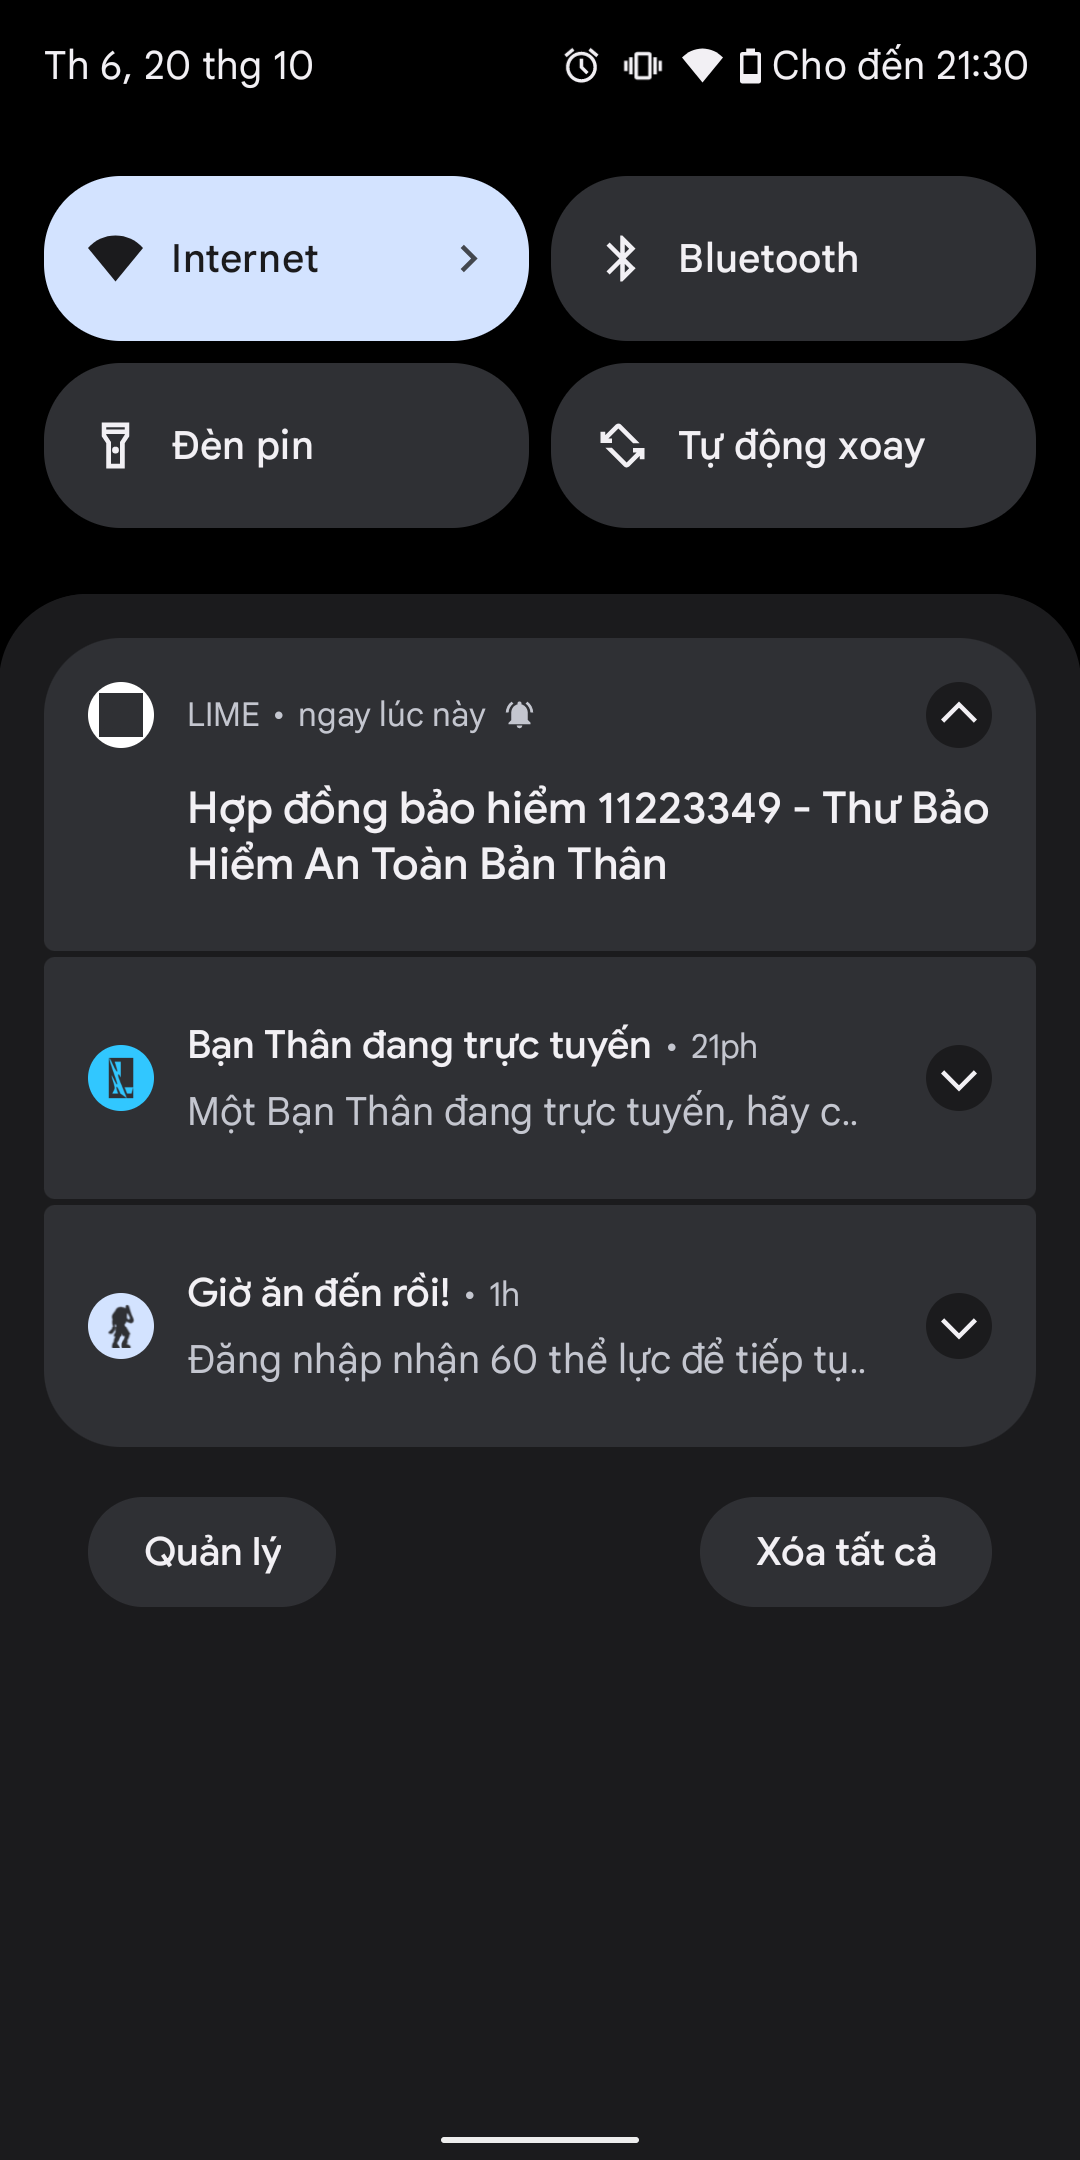 Th 6, 20 thg 10
Cho đến 21:30
Internet
Bluetooth
Đèn pin
Tự động xoay
LIME • ngay lúc này
Hợp đồng bảo hiểm 11223349 - Thư Bảo
Hiểm An Toàn Bản Thân
Bạn Thân đang trực tuyến • 21ph
Một Bạn Thân đang trực tuyến, hãy c..
Giờ ăn đến rồi! • 1h
Đăng nhập nhận 60 thể lực để tiếp tụ..
Quản lý
Xóa tất cả